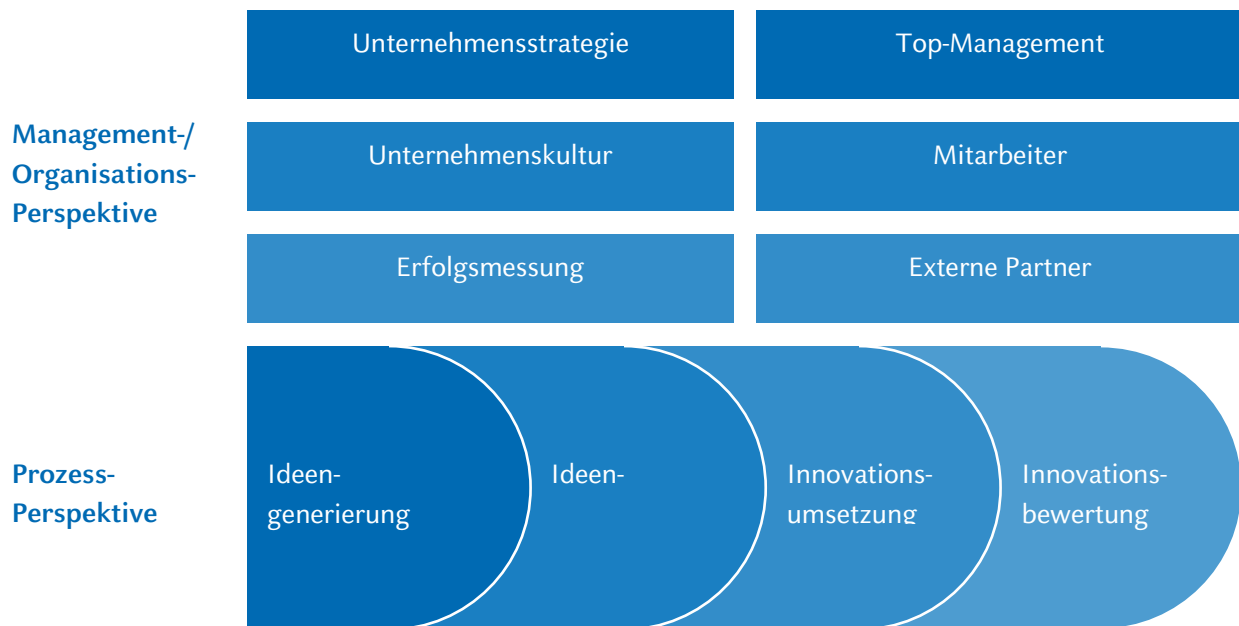 Unternehmensstrategie
Top-Management
Management-/
Organisations-
Perspektive
Unternehmenskultur
Mitarbeiter
Erfolgsmessung
Externe Partner
Prozess-
Perspektive
Ideen-
generierung
Ideen-
Innovations-
umsetzung
Innovations-
bewertung